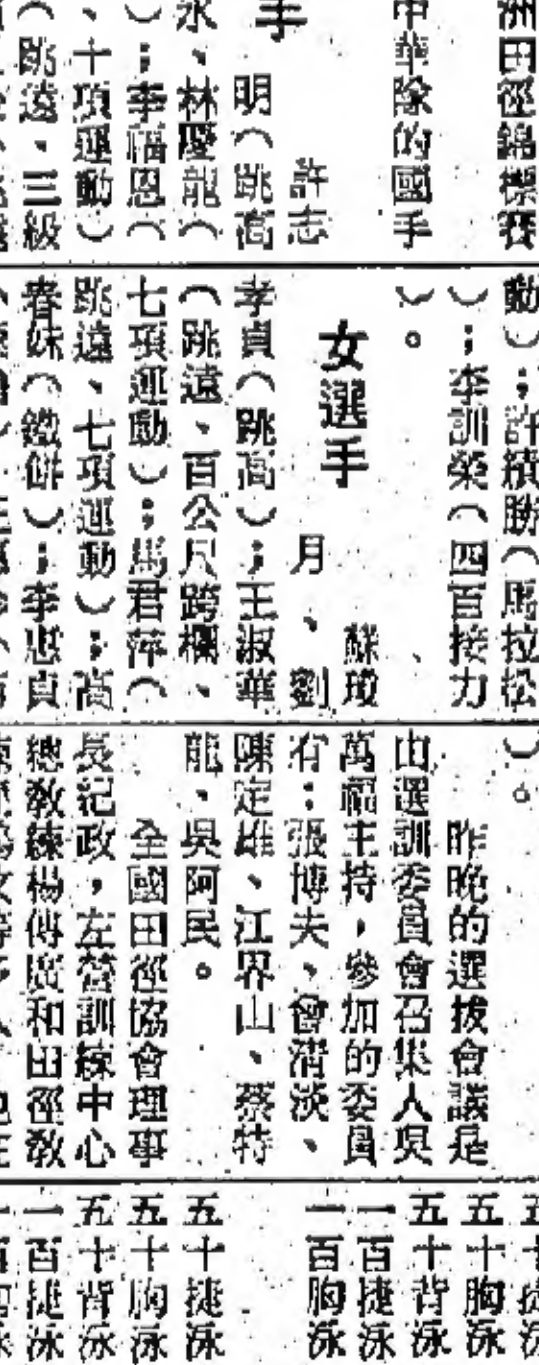 洲田徑錦標賽
中華隊的國手
手
許志
明（跳高
永、林慶龍（
）；李福恩（
、十項運動）
（跳遠、三級
動）；許績勝（馬拉松
）；李訓榮（四百接力
）。
女選手
蘇玫
月、劉
孝貞（跳高）；王淑華
（跳遠、百公尺跨欄、
七項運動）；馬君萍（
跳遠、七項運動）；高
春妹（鐵餅）；李惠貞
）。
昨晚的選拔會議是
由選訓委員會召集人吳
萬福主持，參加的委員
有：張博夫、曾清淡、
陳定雄、江界山、蔡特
龍、吳阿民。
全國田徑協會理事
長紀政，左營訓練中心
總教練楊傳廣和田徑教
五十捷泳
五十胸泳
五十背泳
一百捷泳
一百胸泳
五十捷泳
五十胸泳
五十背泳
一百捷泳